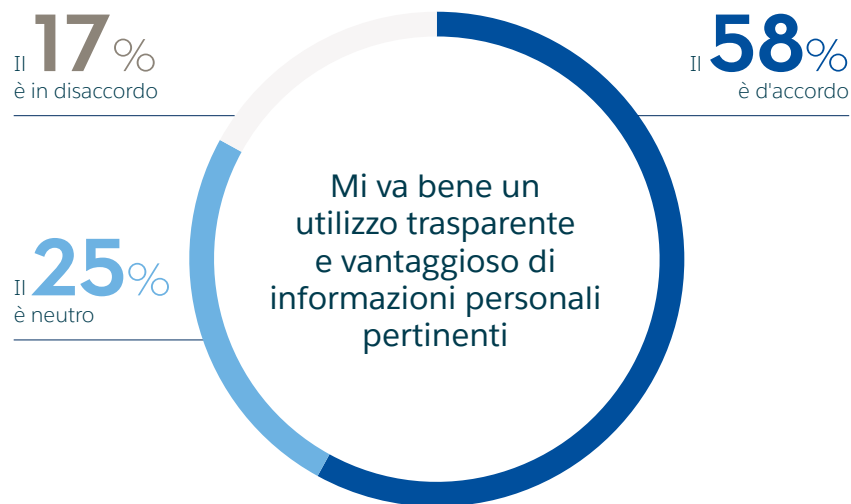 Il 17%
è in disaccordo
Il 58%
è d'accordo
Mi va bene un
utilizzo trasparente
e vantaggioso di
informazioni personali
pertinenti
Il 25%
è neutro